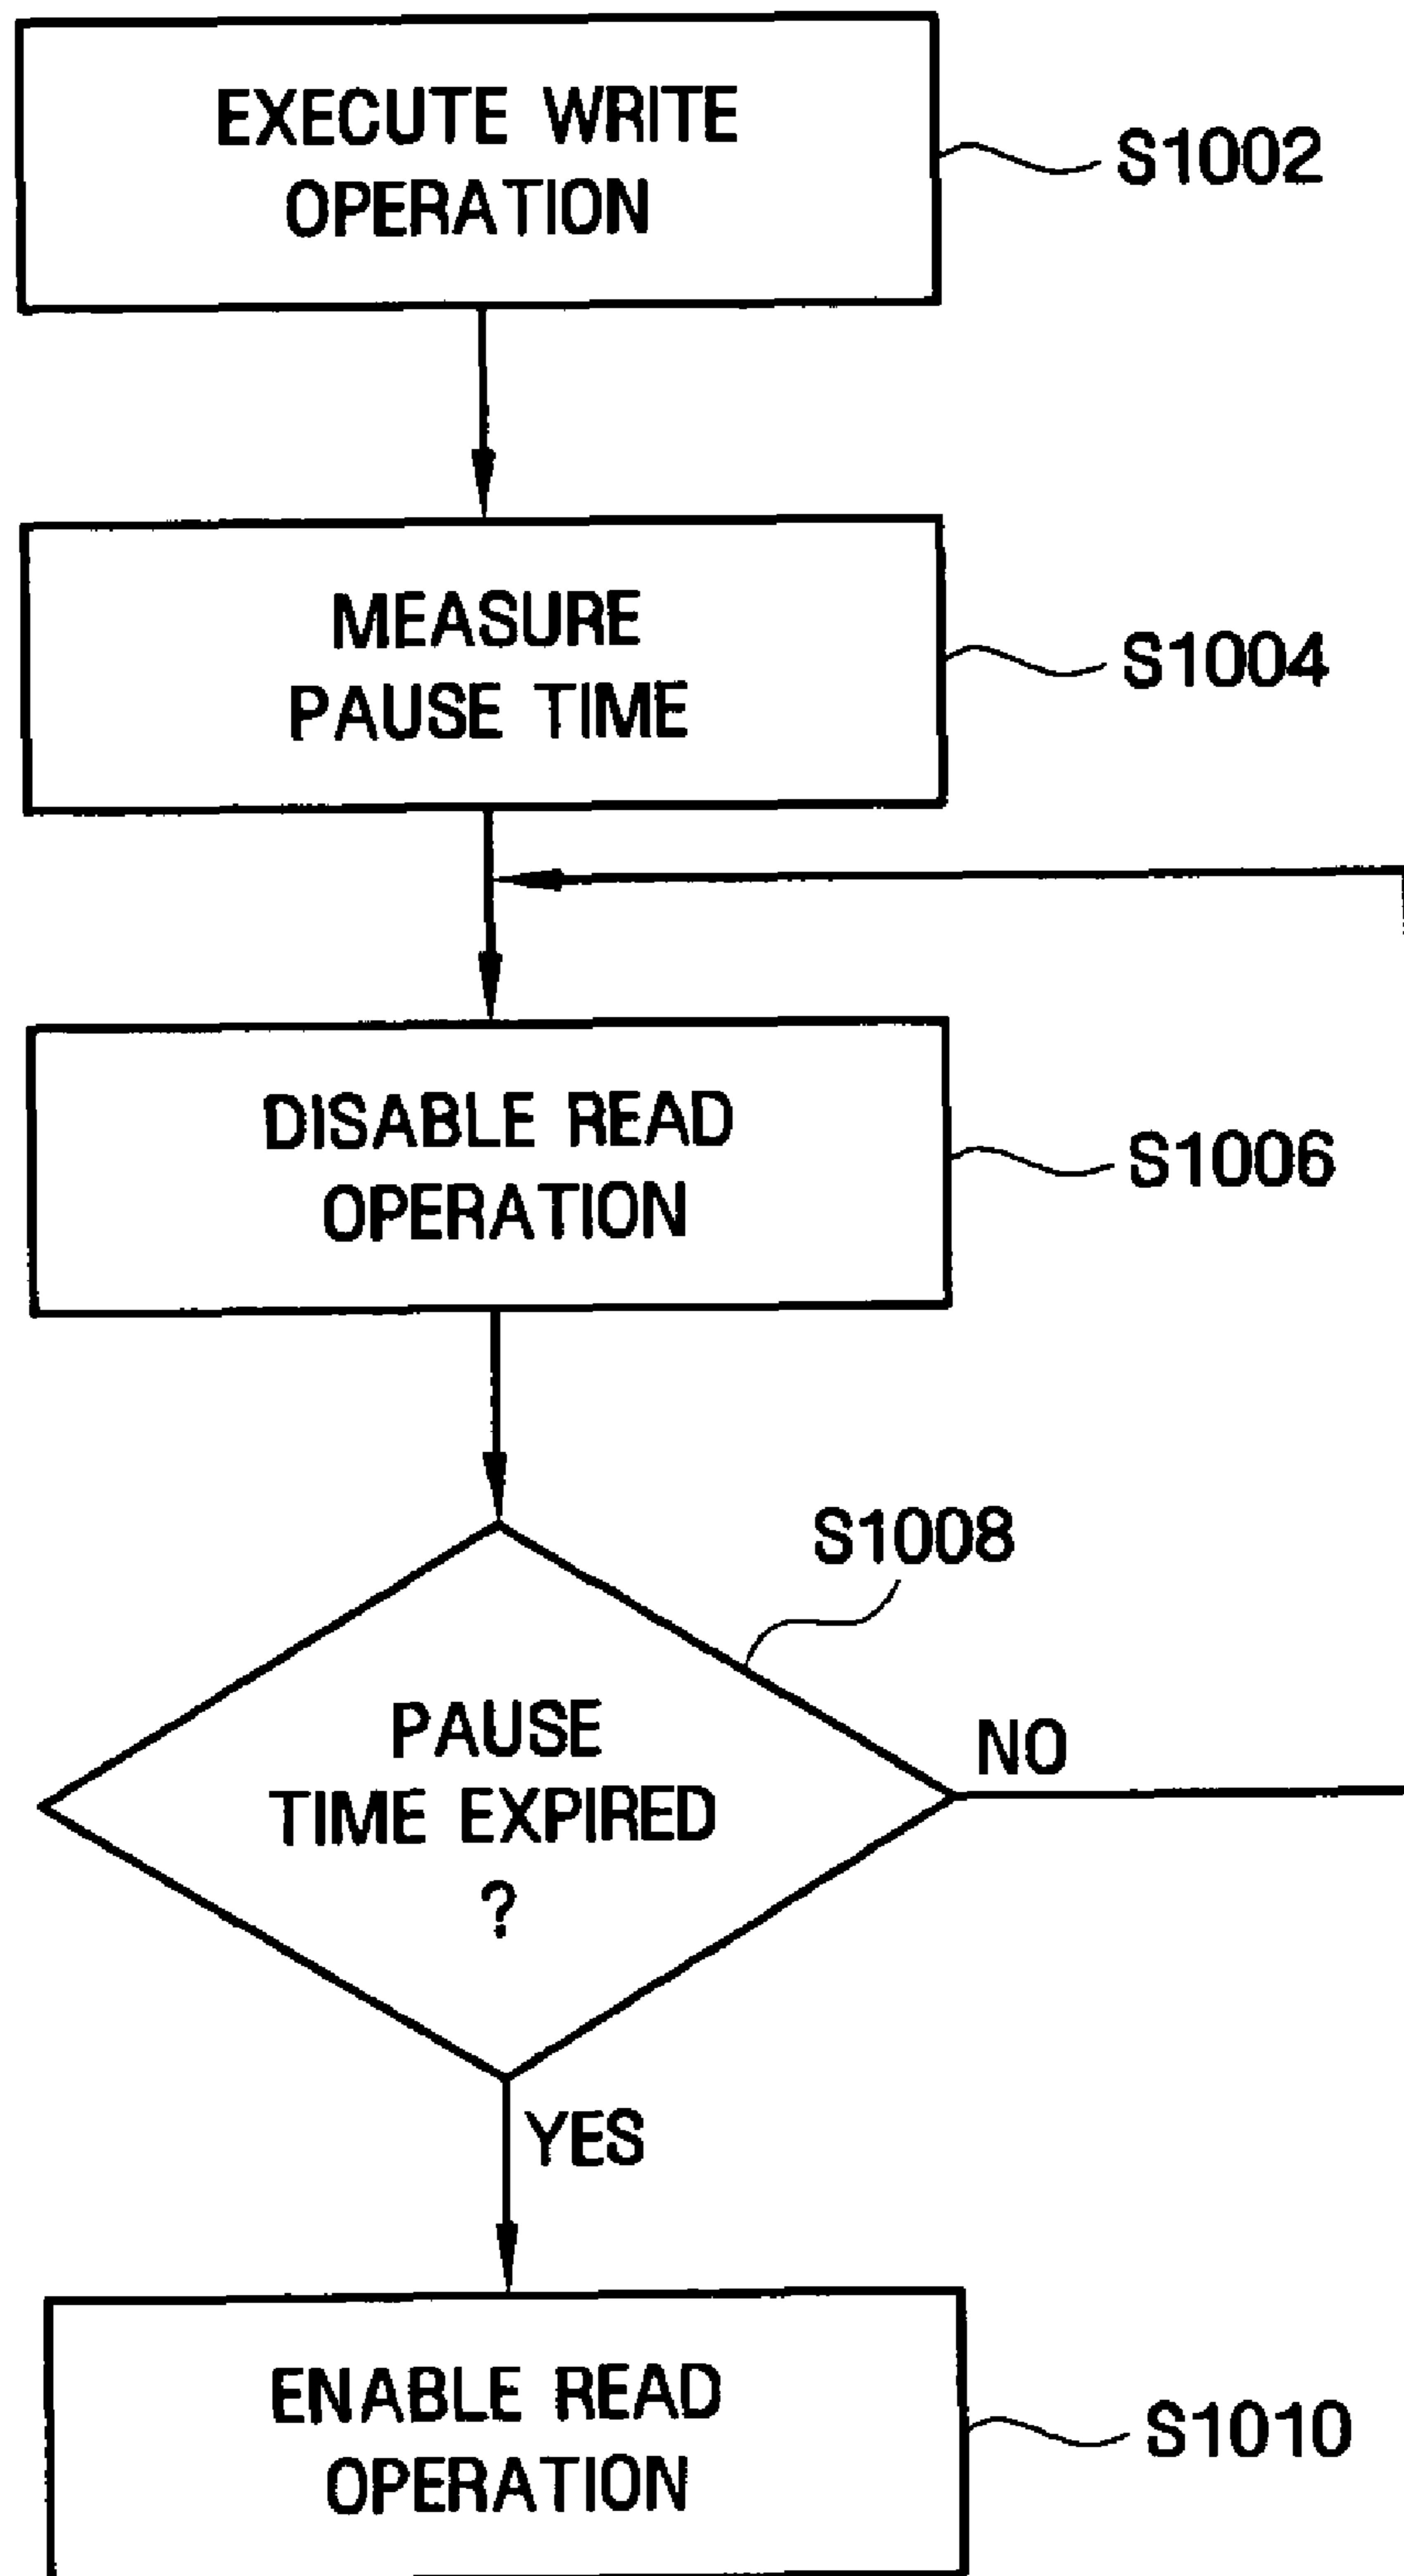 EXECUTE WRITE
OPERATION
S1002
MEASURE
PAUSE TIME
S1004
DISABLE READ
OPERATION
S1006
S1008
PAUSE
TIME EXPIRED
?
NO
YES
ENABLE READ
OPERATION
S1010